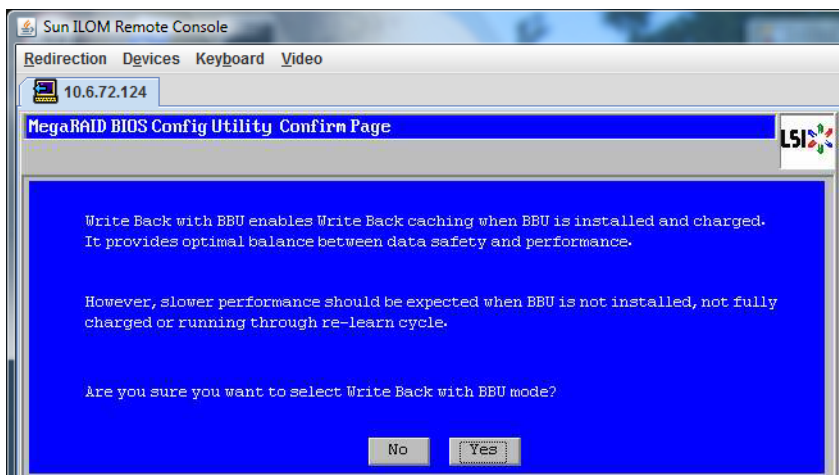 Sun ILOM Remote Console
Redirection Devices Keyboard Video
10.6.72.124
MegaRAID BIOS Config Utility Confirm Page
LSI
Write Back with BBU enables Write Back caching when BBU is installed and charged.
It provides optimal balance between data safety and performance.
However, slower performance should be expected when BBU is not installed, not fully
charged or running through re-learn cycle.
Are you sure you want to select Write Back with BBU mode?
No Yes